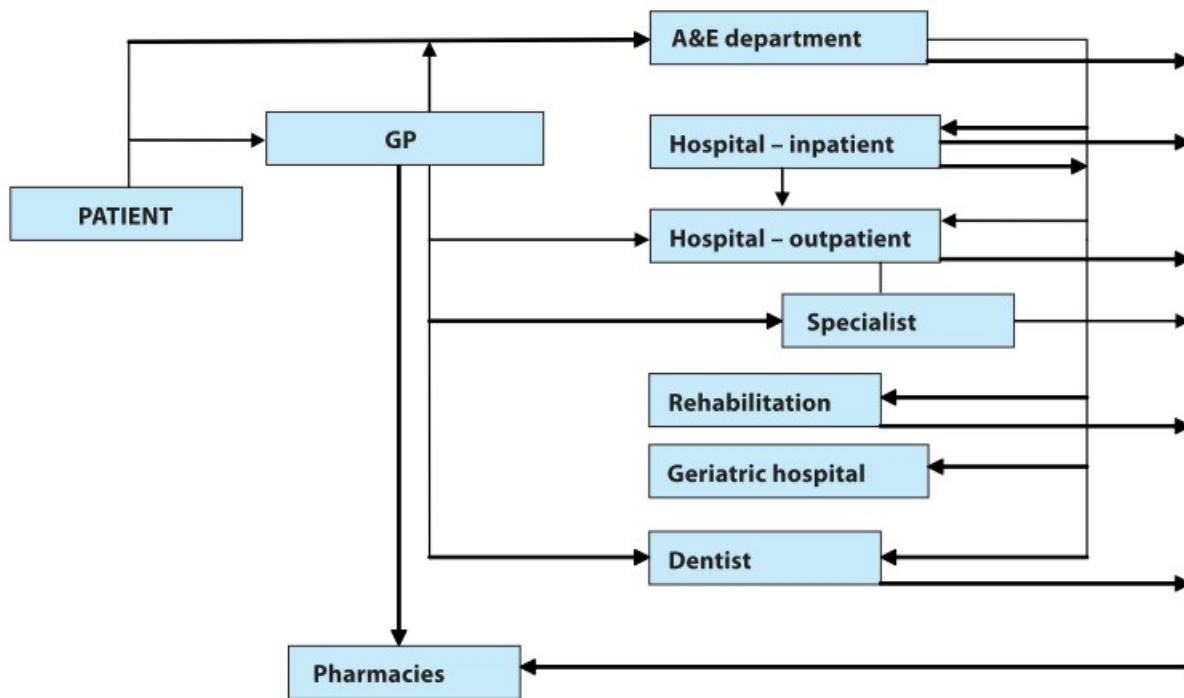 A&E department
GP
Hospital – inpatient
PATIENT
Hospital – outpatient
Specialist
Rehabilitation
Geriatric hospital
Dentist
Pharmacies